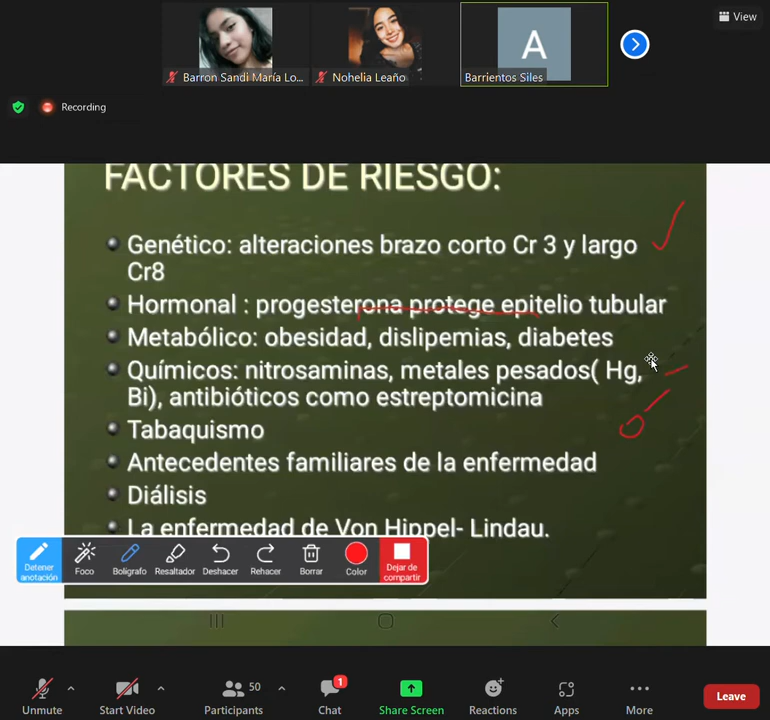 View
Barron Sandi María Lo...
Nohelia Leaño
A
Barrientos Siles
Recording
FACTORES DE RIESGO:
Genético: alteraciones brazo corto Cr 3 y largo
Cr8
Hormonal : progesterona protege epitelio tubular
Metabólico: obesidad, dislipemias, diabetes
Químicos: nitrosaminas, metales pesados( Hg,
Bi), antibióticos como estreptomicina
Tabaquismo
Antecedentes familiares de la enfermedad
Diálisis
La enfermedad de Von Hippel- Lindau.
Detener
anotación
Foco
Bolígrafo
Resaltador
Deshacer
Rehacer
Borrar
Color
Dejar de
compartir
Unmute
Start Video
50
Participants
1
Chat
Share Screen
Reactions
Apps
More
Leave